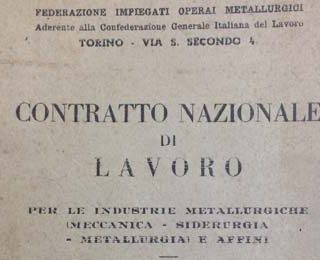 FEDERAZIONE IMPIEGATI OPERAI METALLURGICI
Aderente alla Confederazione Generale Italiana del Lavoro
TORINO - VIA S. SECONDO 4
CONTRATTO NAZIONALE
DI
LAVORO
PER LE INDUSTRIE METALLURGICHE
(MECCANICA - SIDERURGIA
- METALLURGIA) E AFFINI